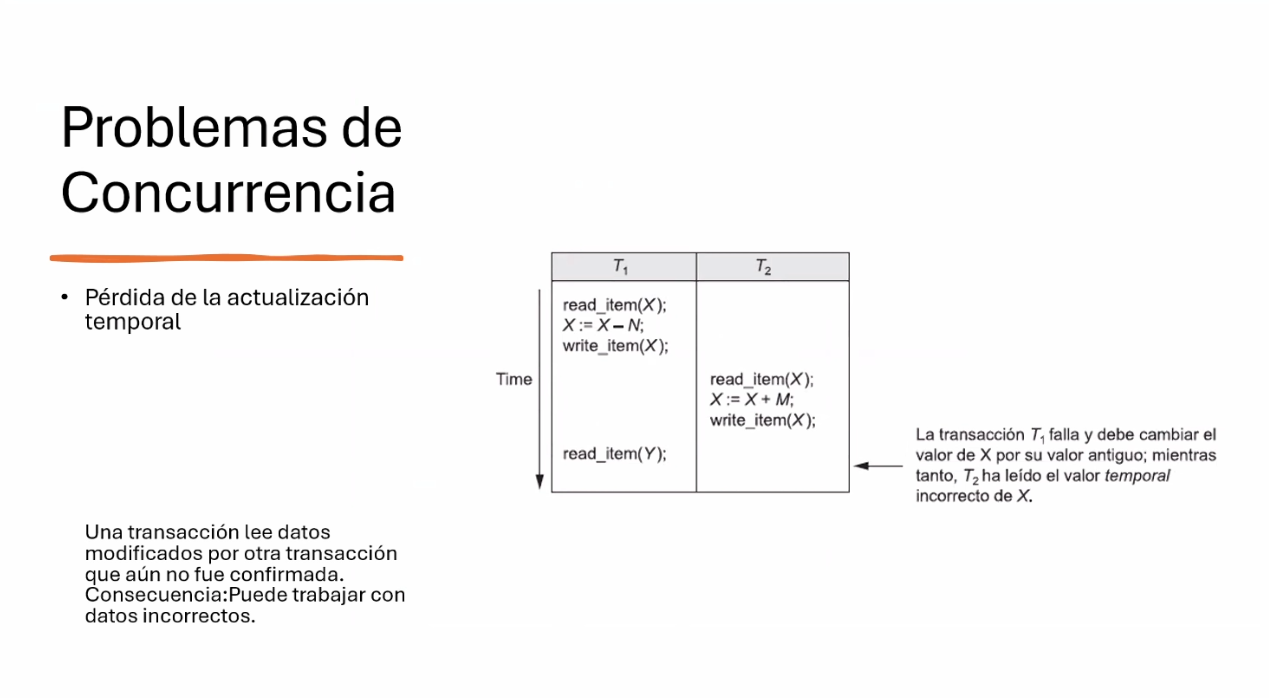 Problemas de
Concurrencia
• Pérdida de la actualización
temporal
Una transacción lee datos
modificados por otra transacción
que aún no fue confirmada.
Consecuencia:Puede trabajar con
datos incorrectos.
T1 T2
read_item(X);
X := X – N;
write_item(X);
Time
read_item(X);
X := X + M;
write_item(X);
read_item(Y);
La transacción T1 falla y debe cambiar el
valor de X por su valor antiguo; mientras
tanto, T2 ha leído el valor temporal
incorrecto de X.